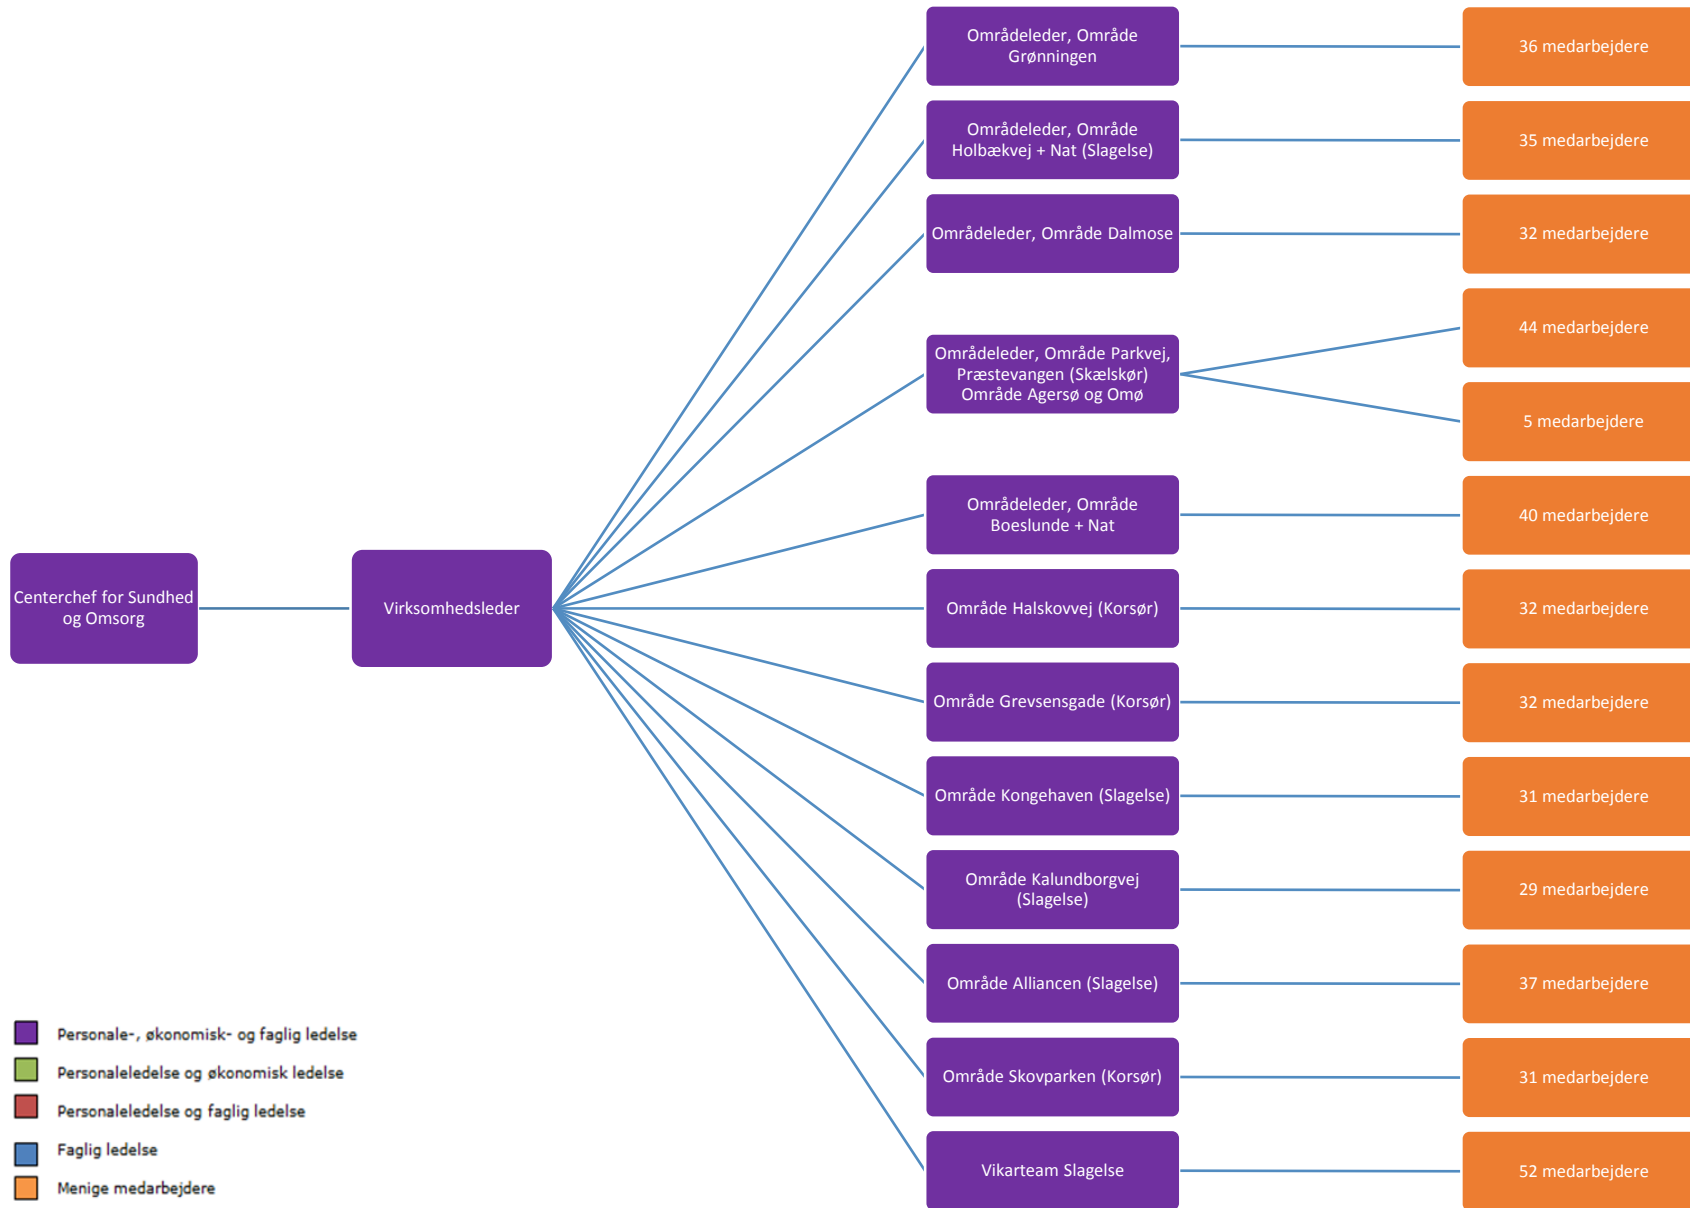 Centerchef for Sundhed
og Omsorg
Virksomhedsleder
Områdeleder, Område
Grønningen
36 medarbejdere
Områdeleder, Område
Holbækvej + Nat (Slagelse)
35 medarbejdere
Områdeleder, Område Dalmose
32 medarbejdere
Områdeleder, Område Parkvej,
Præstevangen (Skælskør)
Område Agersø og Omø
44 medarbejdere
5 medarbejdere
Områdeleder, Område
Boeslunde + Nat
40 medarbejdere
Område Halskovvej (Korsør)
32 medarbejdere
Område Grevsensgade (Korsør)
32 medarbejdere
Område Kongehaven (Slagelse)
31 medarbejdere
Område Kalundborgvej
(Slagelse)
29 medarbejdere
Område Alliancen (Slagelse)
37 medarbejdere
Område Skovparken (Korsør)
31 medarbejdere
Vikarteam Slagelse
52 medarbejdere
Personale-, økonomisk- og faglig ledelse
Personaleledelse og økonomisk ledelse
Personaleledelse og faglig ledelse
Faglig ledelse
Menige medarbejdere